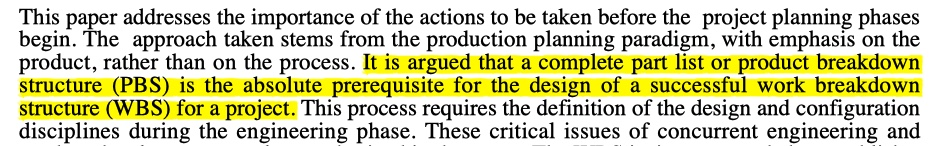 This paper addresses the importance of the actions to be taken before the project planning phases
begin. The approach taken stems from the production planning paradigm, with emphasis on the
product, rather than on the process. It is argued that a complete part list or product breakdown
structure (PBS) is the absolute prerequisite for the design of a successful work breakdown
structure (WBS) for a project. This process requires the definition of the design and configuration
disciplines during the engineering phase. These critical issues of concurrent engineering and